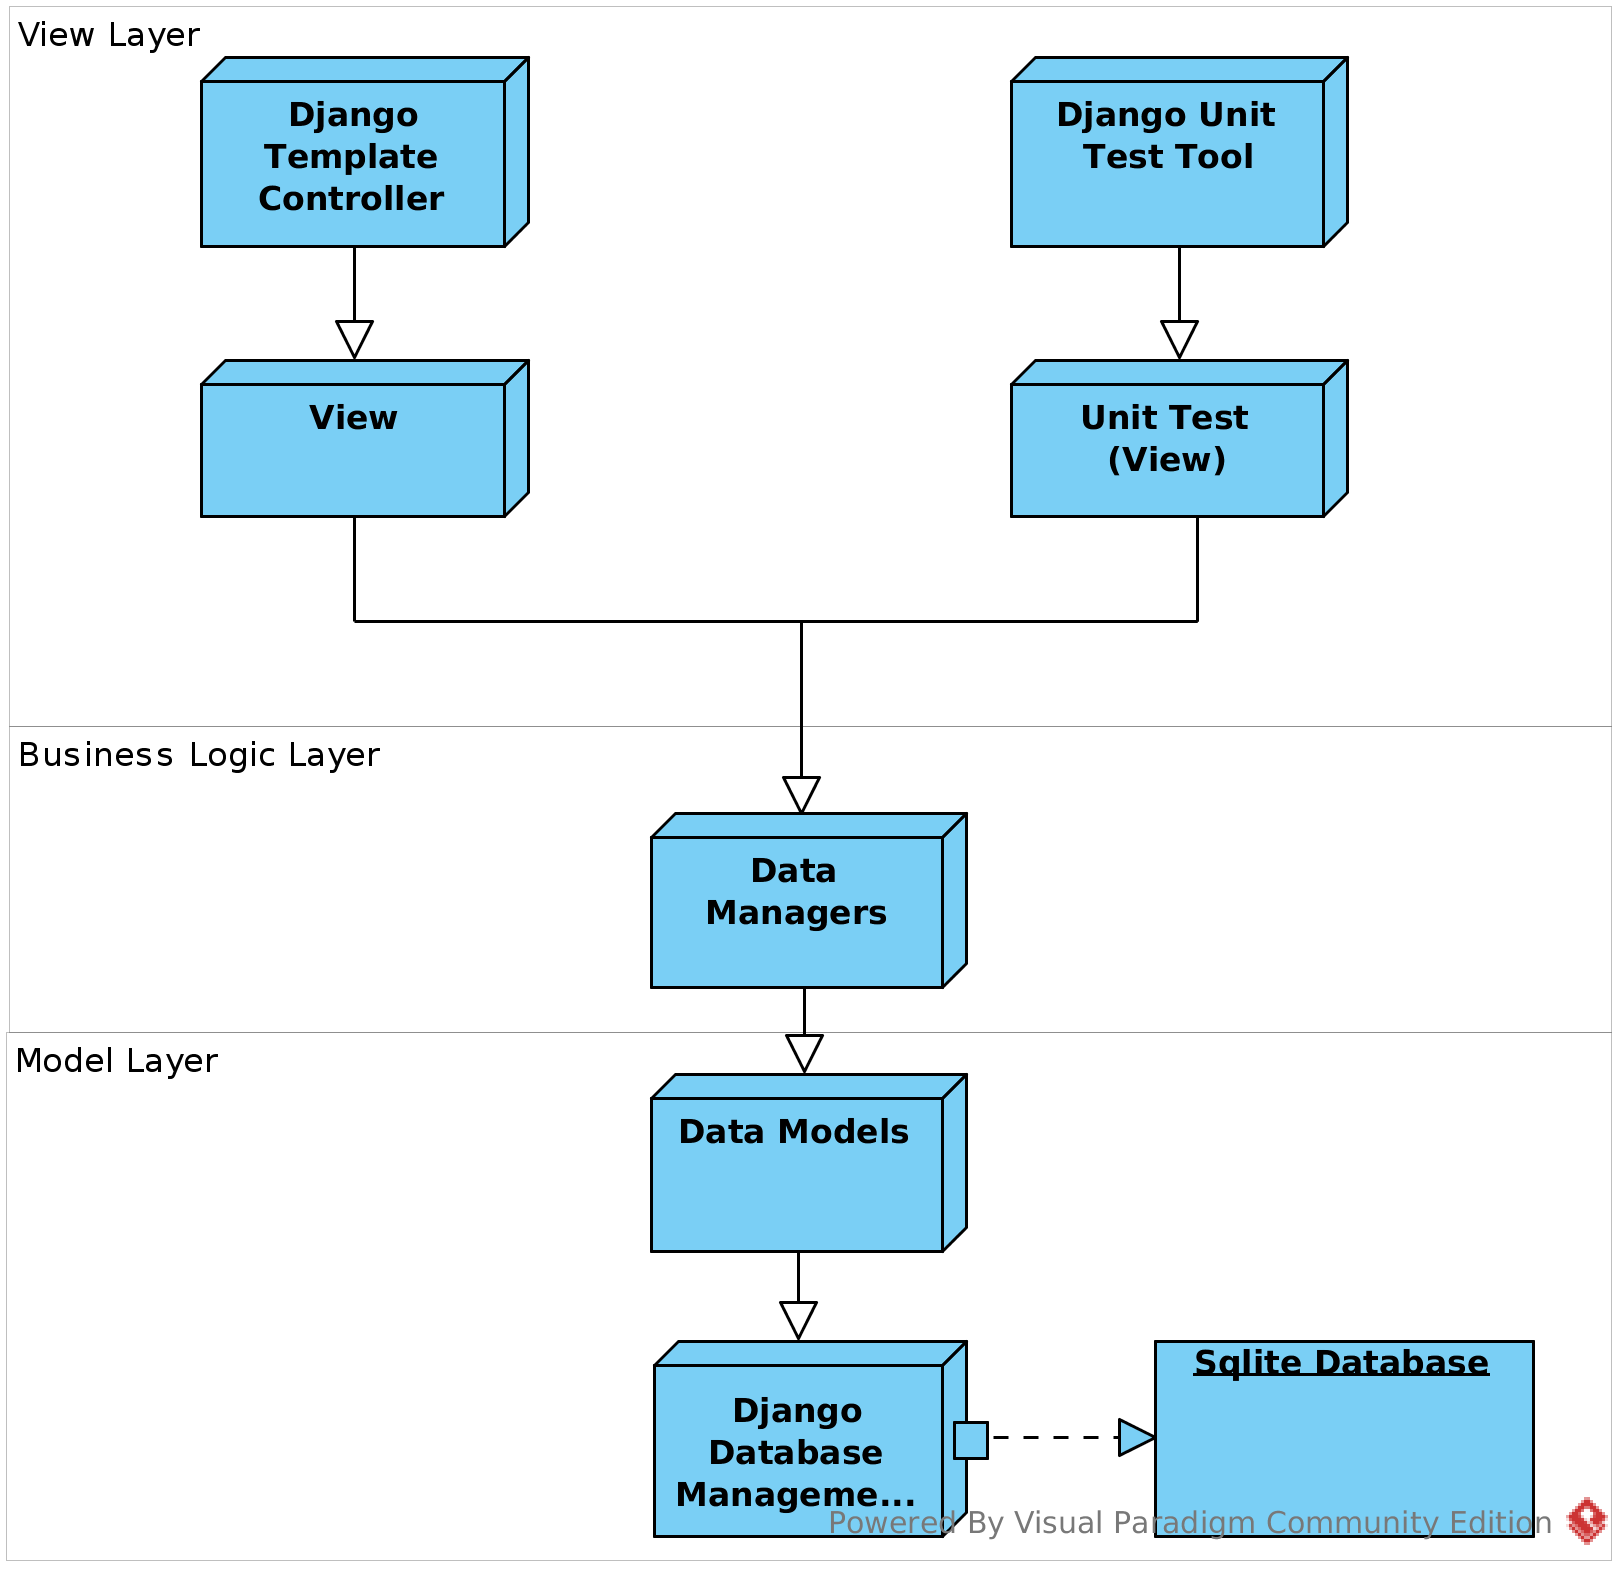 View Layer
Django
Template
Controller
Django Unit
Test Tool
View
Unit Test
(View)
Business Logic Layer
Data
Managers
Model Layer
Data Models
Django
Database
Manageme...
Sqlite Database
Powered By Visual Paradigm Community Edition